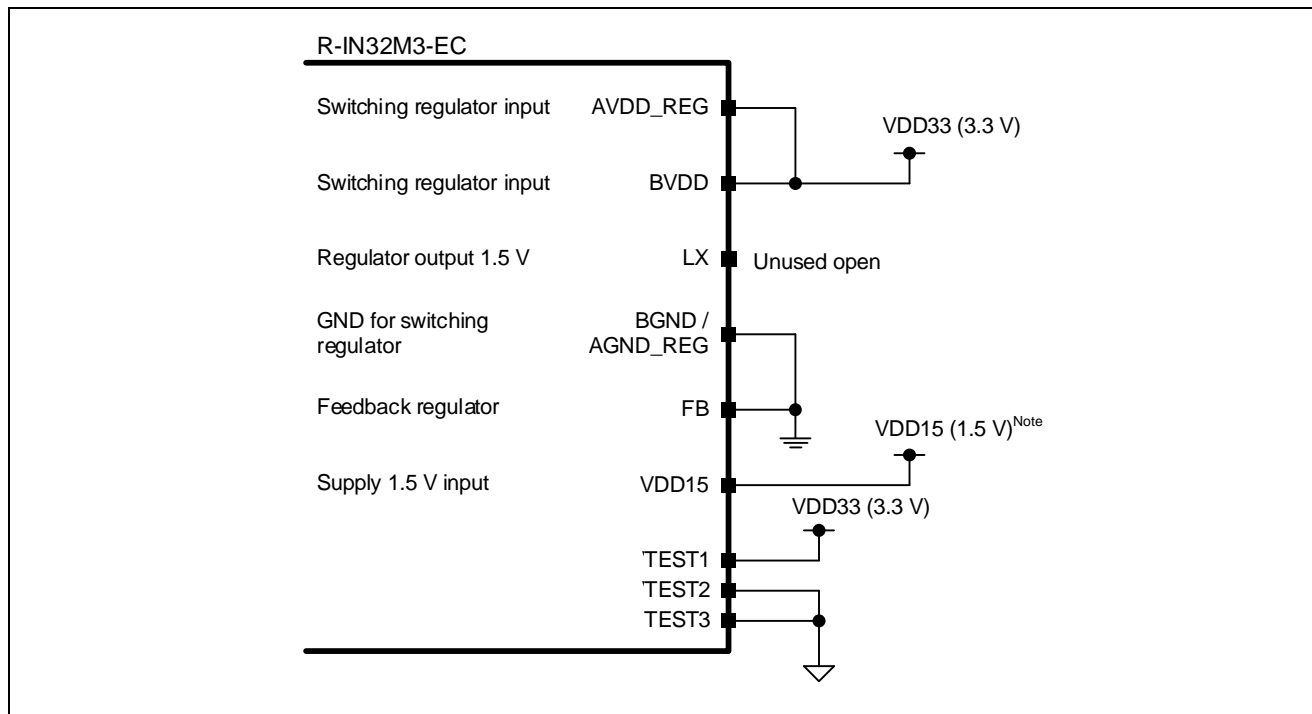 R-IN32M3-EC
Switching regulator input AVDD_REG
VDD33 (3.3 V)
Switching regulator input BVDD
Regulator output 1.5 V LX Unused open
GND for switching
regulator
BGND /
AGND_REG
Feedback regulator FB
VDD15 (1.5 V)Note
Supply 1.5 V input VDD15
VDD33 (3.3 V)
TEST1
TEST2
TEST3